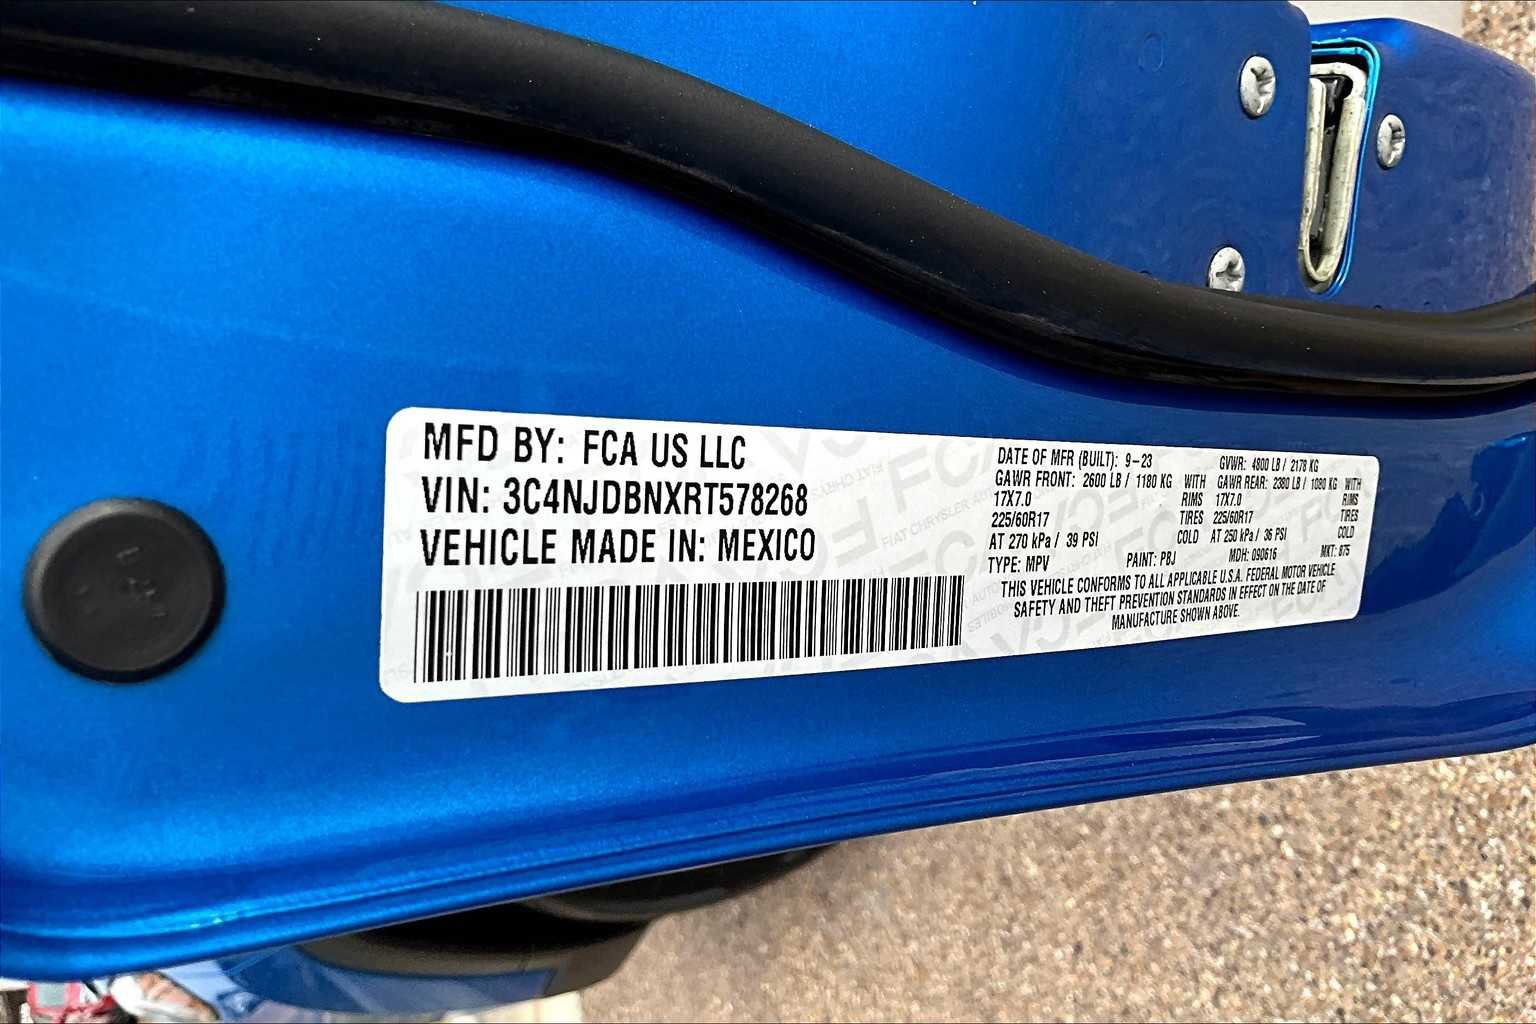 MFD BY: FCA US LLC
VIN: 3C4NJDBNXRT578268
VEHICLE MADE IN: MEXICO
DATE OF MFR (BUILT): 9-23 GVWR: 4800 LB / 2178 KG
GAWR FRONT: 2600 LB / 1180 KG WITH GAWR REAR: 2380 LB / 1080 KG WITH
17X7.0 RIMS 17X7.0 RIMS
225/60R17 TIRES 225/60R17 TIRES
AT 270 kPa / 39 PSI COLD AT 250 kPa / 36 PSI COLD
TYPE: MPV PAINT: PBJ MDH: 090616 MKT: 875
THIS VEHICLE CONFORMS TO ALL APPLICABLE U.S.A. FEDERAL MOTOR VEHICLE
SAFETY AND THEFT PREVENTION STANDARDS IN EFFECT ON THE DATE OF
MANUFACTURE SHOWN ABOVE.